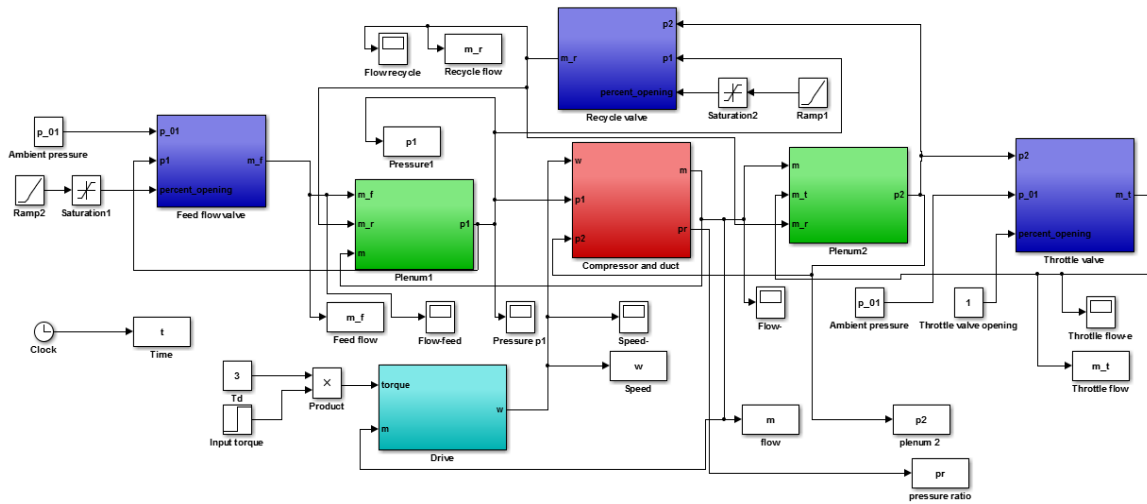 p2
p1
m_r
percent_opening
Recycle valve
Flow recycle
m_r
Recycle flow
Saturation2
Ramp1
p_01
Ambient pressure
p_01
p1
m_f
percent_opening
Feed flow valve
Ramp2
Saturation1
p1
Pressure1
m_f
m_r
m
p1
Plenum1
w
p1
p2
m
pr
Compressor and duct
m
m_t
m_r
p2
Plenum2
p2
p_01
percent_opening
m_t
Throttle valve
t
Clock
Time
m_f
Feed flow
Flow-feed
Pressure p1
Speed-
Flow-
p_01
Ambient pressure
1
Throttle valve opening
Throttle flow-e
m_t
Throttle flow
w
Speed
3
Td
×
Product
Input torque
torque
m
w
Drive
m
flow
p2
plenum 2
pr
pressure ratio